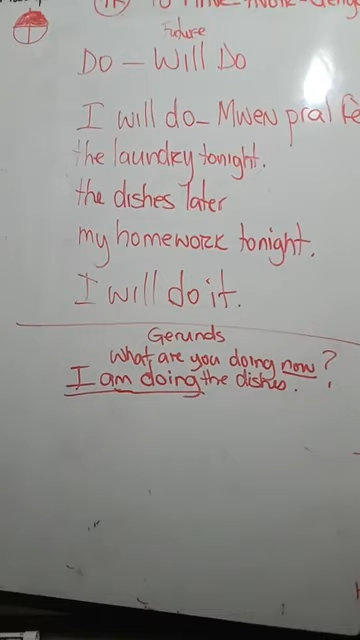 Future
Do – Will Do
I will do – Mwen pral fe
the laundry tonight.
the dishes later
my homework tonight.
I will do it.
Gerunds
What are you doing now?
I am doing the dishes.